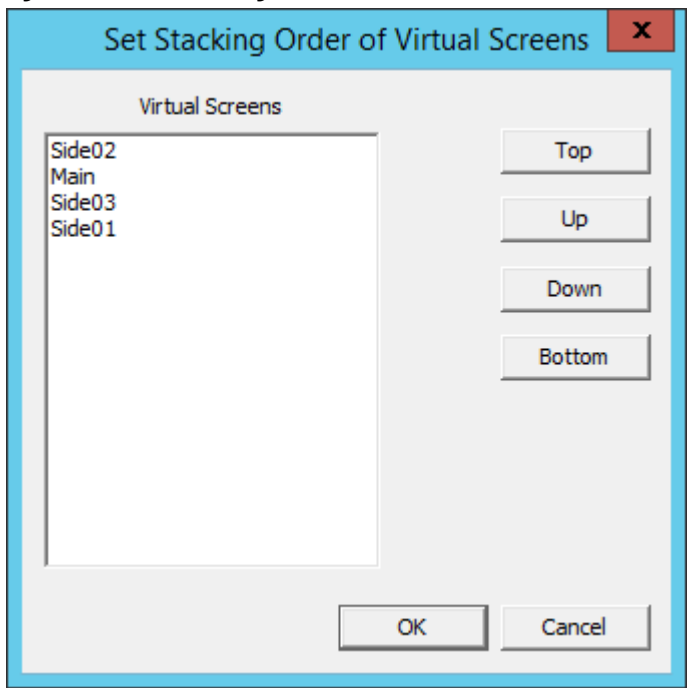 Set Stacking Order of Virtual Screens
x
Virtual Screens
Side02
Main
Side03
Side01
Top
Up
Down
Bottom
OK
Cancel